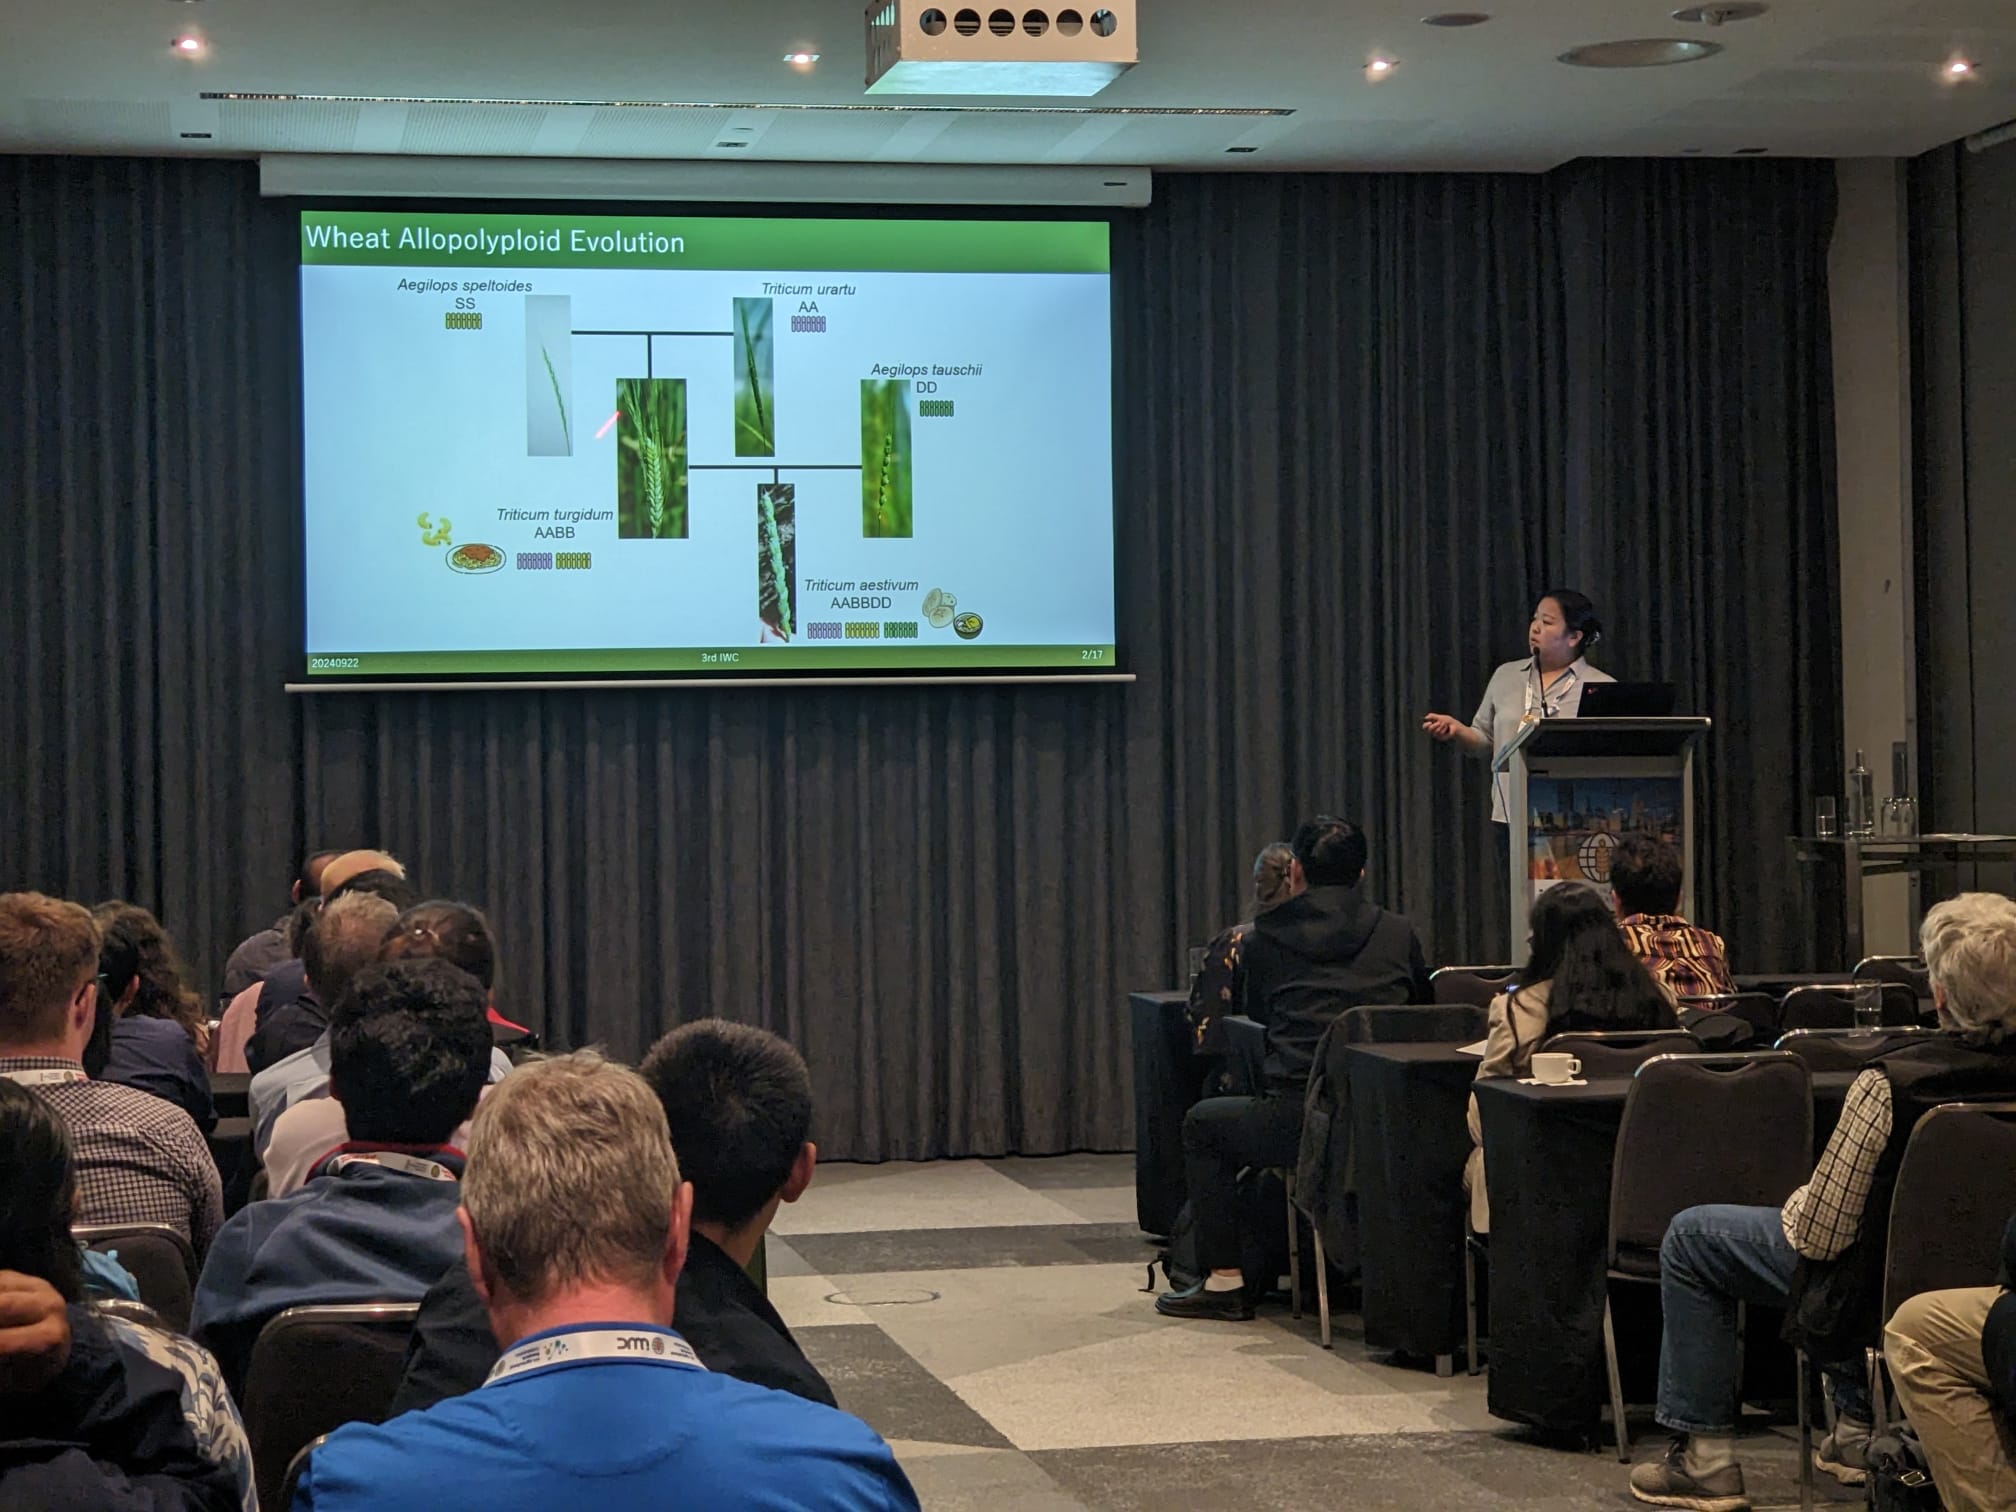 Wheat Allopolyploid Evolution
Aegilops speltoides
SS
Triticum urartu
AA
Aegilops tauschii
DD
Triticum turgidum
AABB
Triticum aestivum
AABBDD
20240922
3rd IWC
2/17
IWC